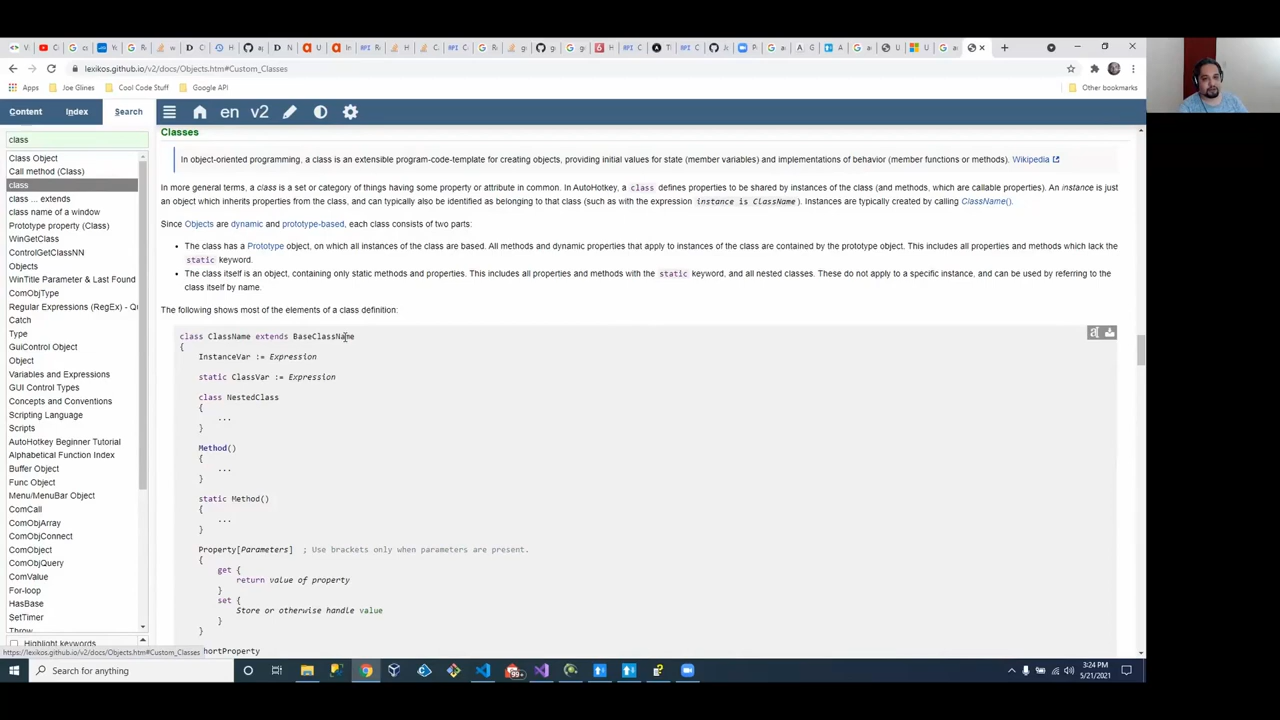 lexikos.github.io/v2/docs/Objects.htm#Custom_Classes
Apps
Joe Glines
Cool Code Stuff
Google API
Other bookmarks
Content
Index
Search
en
v2
class
Class Object
Call method (Class)
class
class ... extends
class name of a window
Prototype property (Class)
WinGetClass
ControlGetClassNN
Objects
WinTitle Parameter & Last Found
ComObjType
Regular Expressions (RegEx) - Qu
Catch
Type
GuiControl Object
Object
Variables and Expressions
GUI Control Types
Concepts and Conventions
Scripting Language
Scripts
AutoHotkey Beginner Tutorial
Alphabetical Function Index
Buffer Object
Func Object
Menu/MenuBar Object
ComCall
ComObjArray
ComObjConnect
ComObject
ComObjQuery
ComValue
For-loop
HasBase
SetTimer
Throw
Highlight keywords
Classes
In object-oriented programming, a class is an extensible program-code-template for creating objects, providing initial values for state (member variables) and implementations of behavior (member functions or methods). Wikipedia
In more general terms, a class is a set or category of things having some property or attribute in common. In AutoHotkey, a class defines properties to be shared by instances of the class (and methods, which are callable properties). An instance is just
an object which inherits properties from the class, and can typically also be identified as belonging to that class (such as with the expression instance is ClassName). Instances are typically created by calling ClassName().
Since Objects are dynamic and prototype-based, each class consists of two parts:
• The class has a Prototype object, on which all instances of the class are based. All methods and dynamic properties that apply to instances of the class are contained by the prototype object. This includes all properties and methods which lack the
static keyword.
• The class itself is an object, containing only static methods and properties. This includes all properties and methods with the static keyword, and all nested classes. These do not apply to a specific instance, and can be used by referring to the
class itself by name.
The following shows most of the elements of a class definition:
class ClassName extends BaseClassName
{
InstanceVar := Expression
static ClassVar := Expression
class NestedClass
{
...
}
Method()
{
...
}
static Method()
{
...
}
Property[Parameters] ; Use brackets only when parameters are present.
{
get {
return value of property
}
set {
Store or otherwise handle value
}
}
hortProperty
https://lexikos.github.io/v2/docs/Objects.htm#Custom_Classes
Search for anything
99+
3:24 PM
5/21/2021